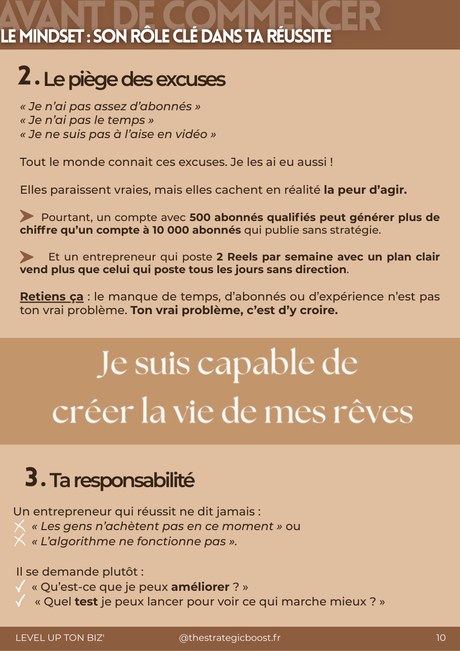 AVANT DE COMMENCER
LE MINDSET : SON RÔLE CLÉ DANS TA RÉUSSITE
2. Le piège des excuses
« Je n'ai pas assez d'abonnés »
« Je n'ai pas le temps »
« Je ne suis pas à l'aise en vidéo »
Tout le monde connait ces excuses. Je les ai eu aussi !
Elles paraissent vraies, mais elles cachent en réalité la peur d'agir.
➤ Pourtant, un compte avec 500 abonnés qualifiés peut générer plus de
chiffre qu'un compte à 10 000 abonnés qui publie sans stratégie.
➤ Et un entrepreneur qui poste 2 Reels par semaine avec un plan clair
vend plus que celui qui poste tous les jours sans direction.
Retiens ça : le manque de temps, d'abonnés ou d'expérience n'est pas
ton vrai problème. Ton vrai problème, c'est d'y croire.
Je suis capable de
créer la vie de mes rêves
3. Ta responsabilité
Un entrepreneur qui réussit ne dit jamais :
« Les gens n'achètent pas en ce moment » ou
« L'algorithme ne fonctionne pas ».
Il se demande plutôt :
« Qu'est-ce que je peux améliorer ? »
« Quel test je peux lancer pour voir ce qui marche mieux ? »
LEVEL UP TON BIZ' @thestrategicboost.fr 10